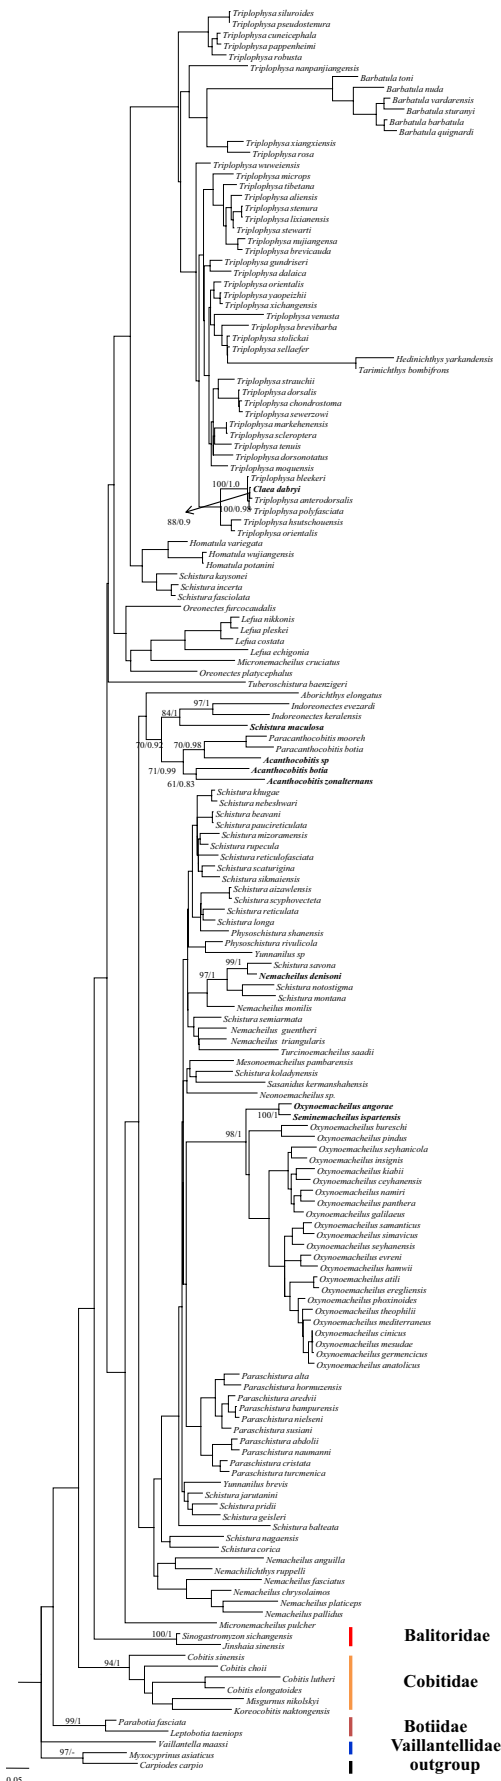 Triplophysa siluroides
Triplophysa pseudostenura
Triplophysa cuneicephala
Triplophysa pappenheimi
Triplophysa robusta
Triplophysa nanpanjiangensis
Barbatula toni
Barbatula nuda
Barbatula vardarensis
Barbatula sturanyi
Barbatula barbatula
Barbatula quignardi
Triplophysa xiangxiensis
Triplophysa rosa
Triplophysa wuweiensis
Triplophysa microps
Triplophysa tibetana
Triplophysa aliensis
Triplophysa stenura
Triplophysa lixianensis
Triplophysa stewarti
Triplophysa nujiangensa
Triplophysa brevicauda
Triplophysa gundriseri
Triplophysa dalaica
Triplophysa orientalis
Triplophysa yaopeizhii
Triplophysa xichangensis
Triplophysa venusta
Triplophysa brevibarba
Triplophysa stolickai
Triplophysa sellaefer
Hedinichthys yarkandensis
Tarimichthys bombifrons
Triplophysa strauchii
Triplophysa dorsalis
Triplophysa chondrostoma
Triplophysa sewerzowi
Triplophysa markehenensis
Triplophysa scleroptera
Triplophysa tenuis
Triplophysa dorsonotatus
Triplophysa moquensis
Triplophysa bleekeri
100/1.0
Claea dabryi
Triplophysa anterodorsalis
100/0.98
Triplophysa polyfasciata
88/0.9
Triplophysa hsutschouensis
Triplophysa orientalis
Homatula variegata
Homatula wujiangensis
Homatula potanini
Schistura kaysonei
Schistura incerta
Schistura fasciolata
Oreonectes furcocaudalis
Lefua nikkonis
Lefua pleskei
Lefua costata
Lefua echigonia
Micronemacheilus cruciatus
Oreonectes platycephalus
Tuberoschistura baenzigeri
Aborichthys elongatus
97/1
Indoreonectes evezardi
84/1
Indoreonectes keralensis
Schistura maculosa
70/0.92
70/0.98
Paracanthocobitis mooreh
Paracanthocobitis botia
Acanthocobitis sp
71/0.99
Acanthocobitis botia
61/0.83
Acanthocobitis zonalternans
Schistura khugae
Schistura nebeshwari
Schistura beavani
Schistura paucireticulata
Schistura mizoramensis
Schistura rupecula
Schistura reticulofasciata
Schistura scaturigina
Schistura sikmaiensis
Schistura aizawlensis
Schistura scyphovecteta
Schistura reticulata
Schistura longa
Physoschistura shanensis
Physoschistura rivulicola
Yunnanilus sp
99/1
Schistura savona
97/1
Nemacheilus denisoni
Schistura notostigma
Schistura montana
Nemacheilus monilis
Schistura semiarmata
Nemacheilus guentheri
Nemacheilus triangularis
Turcinoemacheilus saadii
Mesonoemacheilus pambarensis
Schistura koladynensis
Sasanidus kermanshahensis
Neonoemacheilus sp.
Oxynoemacheilus angorae
100/1
Seminemacheilus ispartensis
98/1
Oxynoemacheilus bureschi
Oxynoemacheilus pindus
Oxynoemacheilus seyhanicola
Oxynoemacheilus insignis
Oxynoemacheilus kiabii
Oxynoemacheilus ceyhanensis
Oxynoemacheilus namiri
Oxynoemacheilus panthera
Oxynoemacheilus galilaeus
Oxynoemacheilus samanticus
Oxynoemacheilus simavicus
Oxynoemacheilus seyhanensis
Oxynoemacheilus evreni
Oxynoemacheilus hamwii
Oxynoemacheilus atili
Oxynoemacheilus eregliensis
Oxynoemacheilus phoxinoides
Oxynoemacheilus theophilii
Oxynoemacheilus mediterraneus
Oxynoemacheilus cinicus
Oxynoemacheilus mesudae
Oxynoemacheilus germencicus
Oxynoemacheilus anatolicus
Paraschistura alta
Paraschistura hormuzensis
Paraschistura aredvii
Paraschistura bampurensis
Paraschistura nielseni
Paraschistura susiani
Paraschistura abdolii
Paraschistura naumanni
Paraschistura cristata
Paraschistura turcmenica
Yunnanilus brevis
Schistura jarutanini
Schistura pridii
Schistura geisleri
Schistura balteata
Schistura nagaensis
Schistura corica
Nemacheilus anguilla
Nemachilichthys ruppelli
Nemacheilus fasciatus
Nemacheilus chrysolaimos
Nemacheilus platiceps
Nemacheilus pallidus
Micronemacheilus pulcher
100/1
Sinogastromyzon sichangensis
Jinshaia sinensis
Balitoridae
94/1
Cobitis sinensis
Cobitis choii
Cobitis lutheri
Cobitis elongatoides
Misgurnus nikolskyi
Koreocobitis naktongensis
Cobitidae
99/1
Parabotia fasciata
Leptobotia taeniops
Botiidae
Vaillantella maassi
Vaillantellidae
97/-
Myxocyprinus asiaticus
Carpiodes carpio
outgroup
0.05